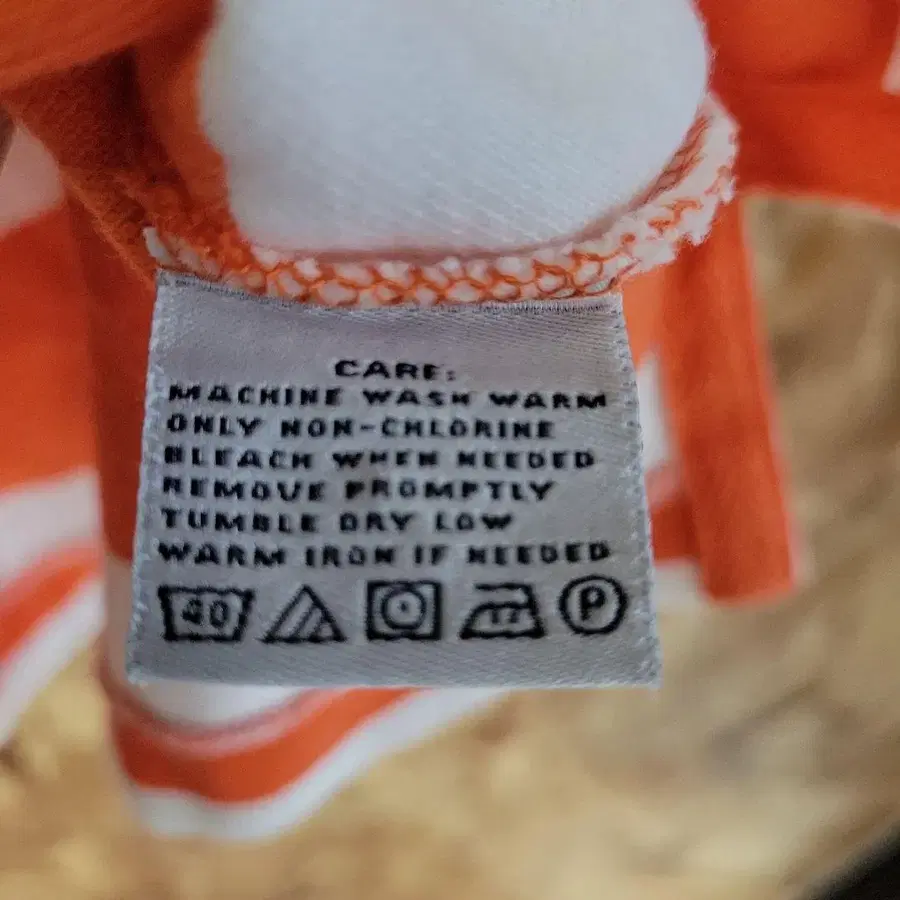 CARE:
MACHINE WASH WARM
ONLY NON-CHLORINE
BLEACH WHEN NEEDED
REMOVE PROMPTLY
TUMBLE DRY LOW
WARM IRON IF NEEDED
40 P